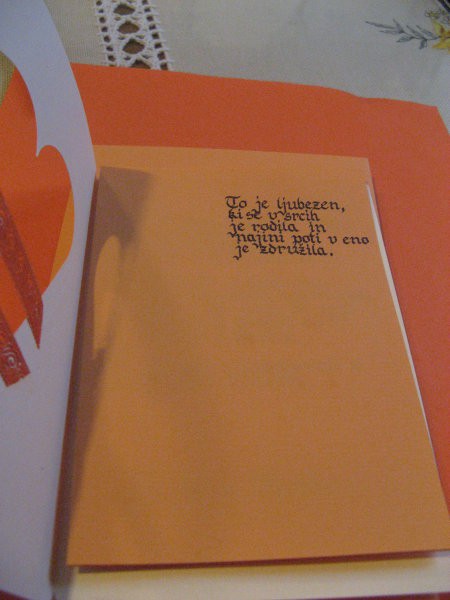 To je ljubezen,
ki se v srcih
je rodila in
najini poti v eno
je združila.